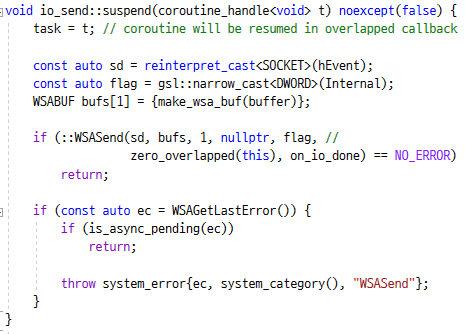 void io_send::suspend(coroutine_handle<void> t) noexcept(false) {
    task = t; // coroutine will be resumed in overlapped callback

    const auto sd = reinterpret_cast<SOCKET>(hEvent);
    const auto flag = gsl::narrow_cast<DWORD>(Internal);
    WSABUF bufs[1] = {make_wsa_buf(buffer)};

    if (::WSASend(sd, bufs, 1, nullptr, flag, //
                  zero_overlapped(this), on_io_done) == NO_ERROR)
        return;

    if (const auto ec = WSAGetLastError()) {
        if (is_async_pending(ec))
            return;

        throw system_error{ec, system_category(), "WSASend"};
    }
}